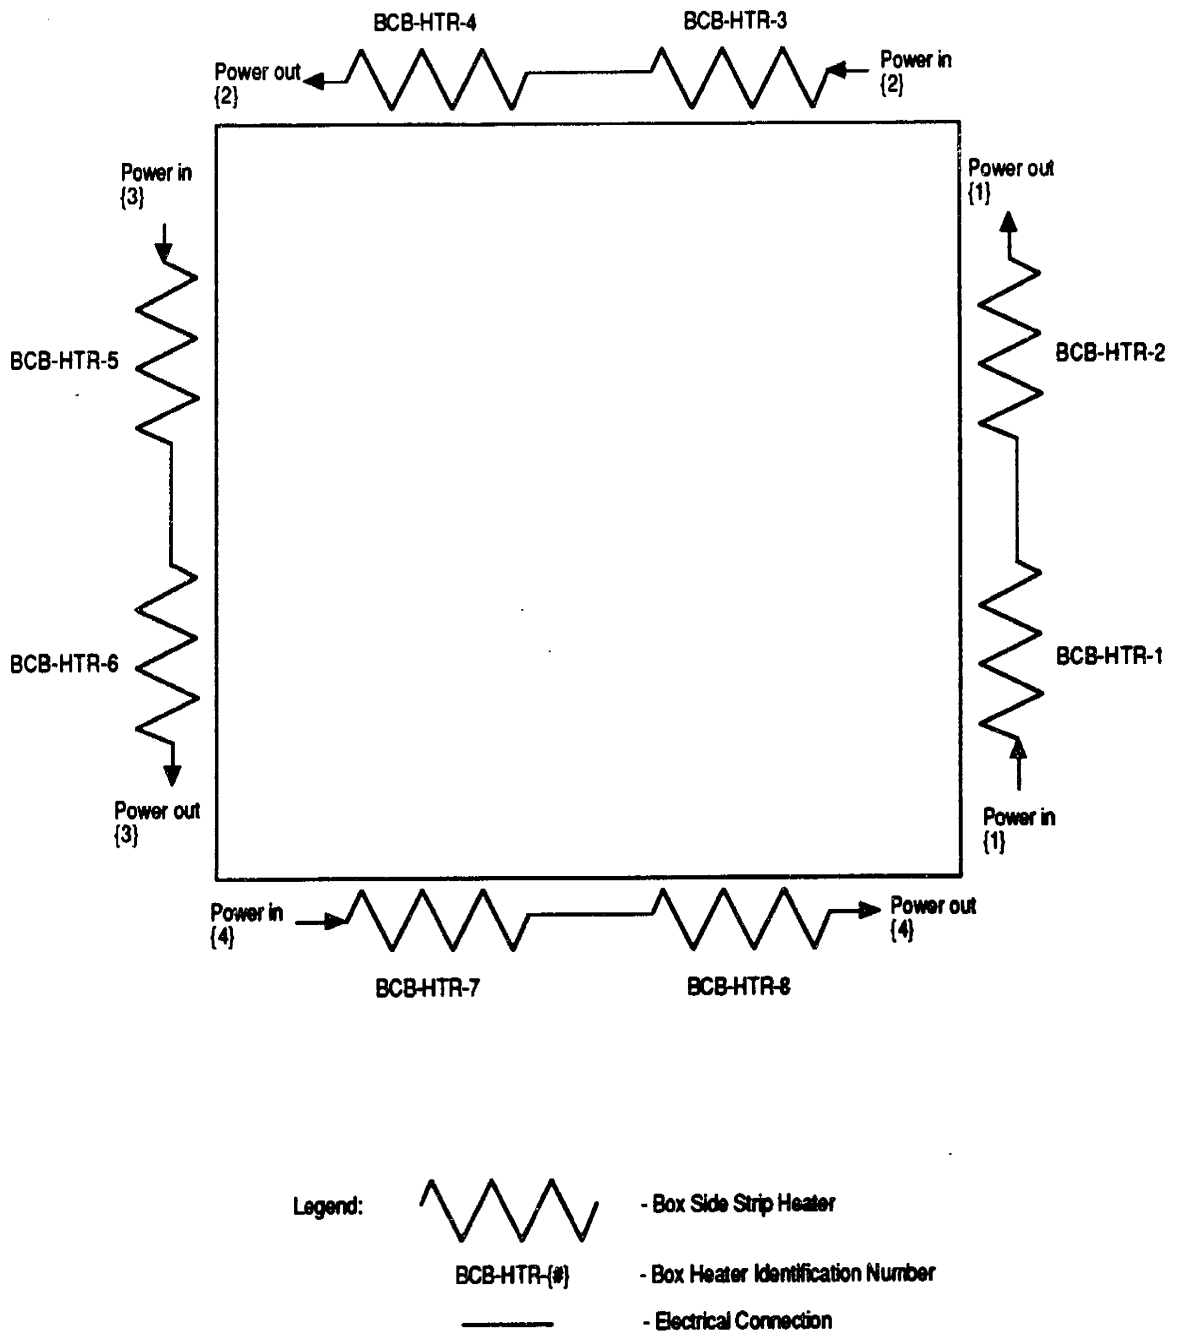 BCB-HTR-4
BCB-HTR-3
Power out
{2}
Power in
{2}
Power in
{3}
Power out
{1}
BCB-HTR-5
BCB-HTR-2
BCB-HTR-6
BCB-HTR-1
Power out
{3}
Power in
{1}
Power in
{4}
Power out
{4}
BCB-HTR-7
BCB-HTR-8
Legend:
- Box Side Strip Heater
BCB-HTR-{#}
- Box Heater Identification Number
- Electrical Connection